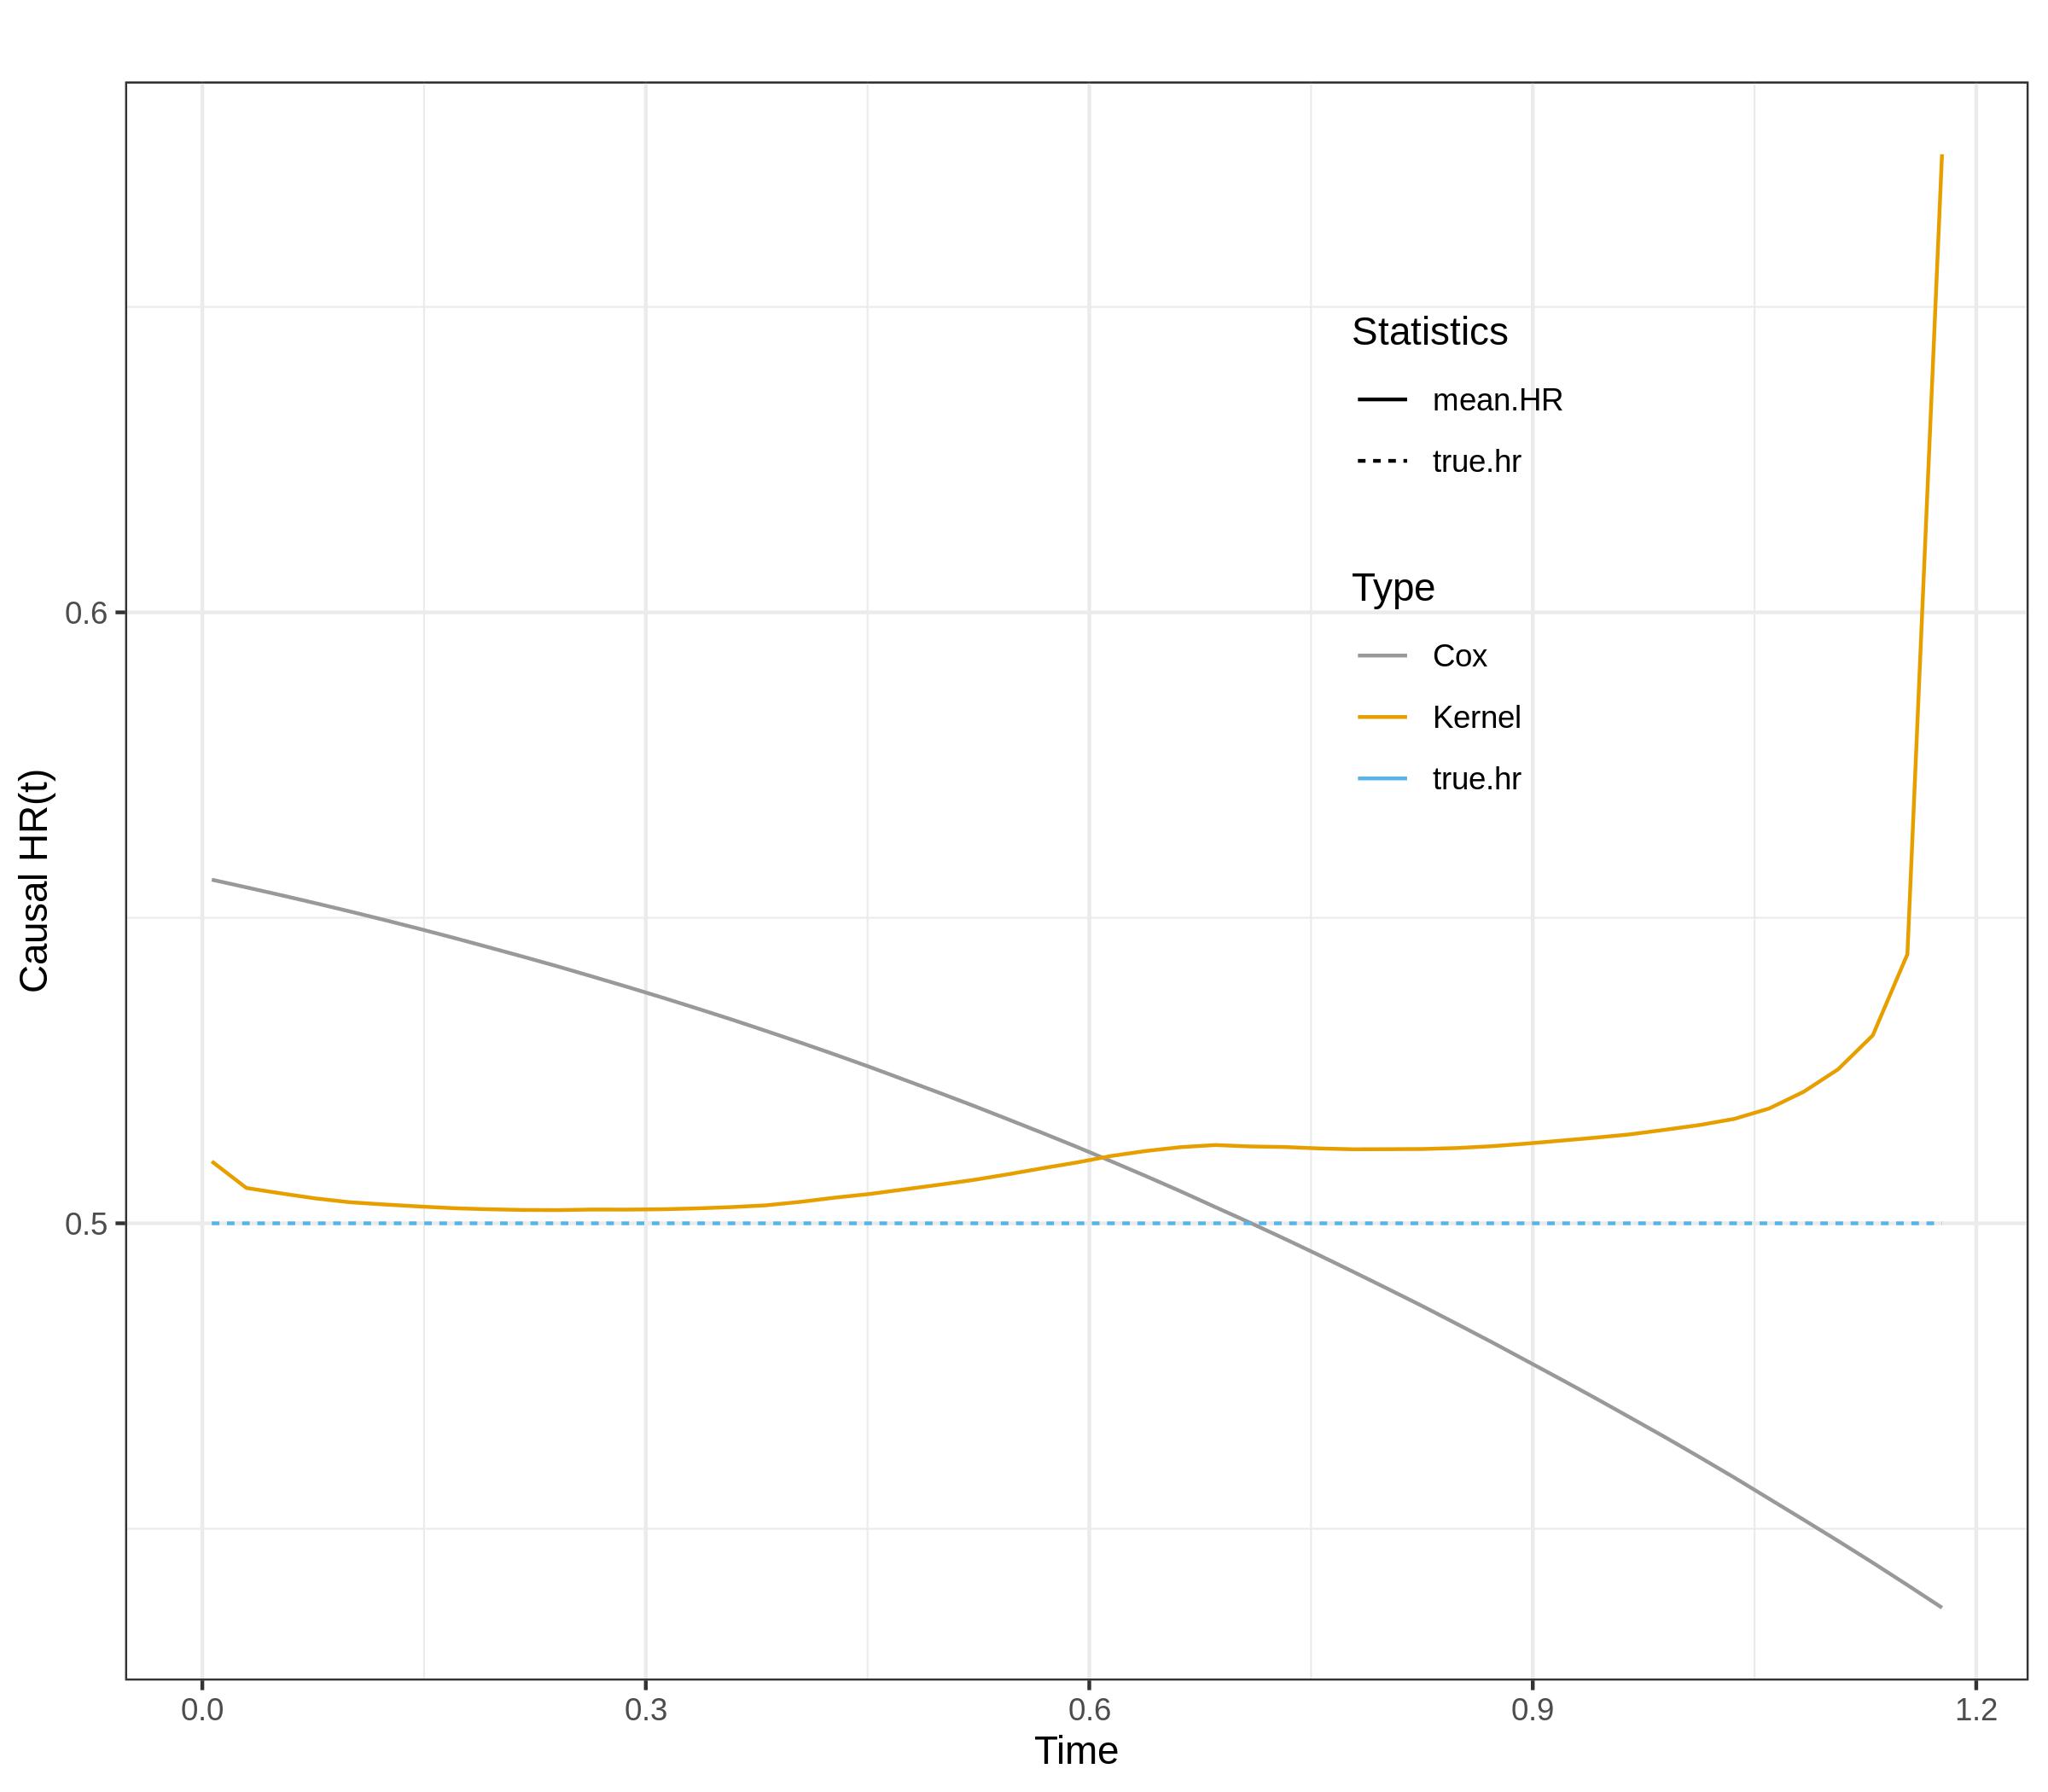 Statistics
mean.HR
true.hr
Type
Cox
Kernel
true.hr
Causal HR(t)
0.6
0.5
0.0 0.3 0.6 0.9 1.2
Time